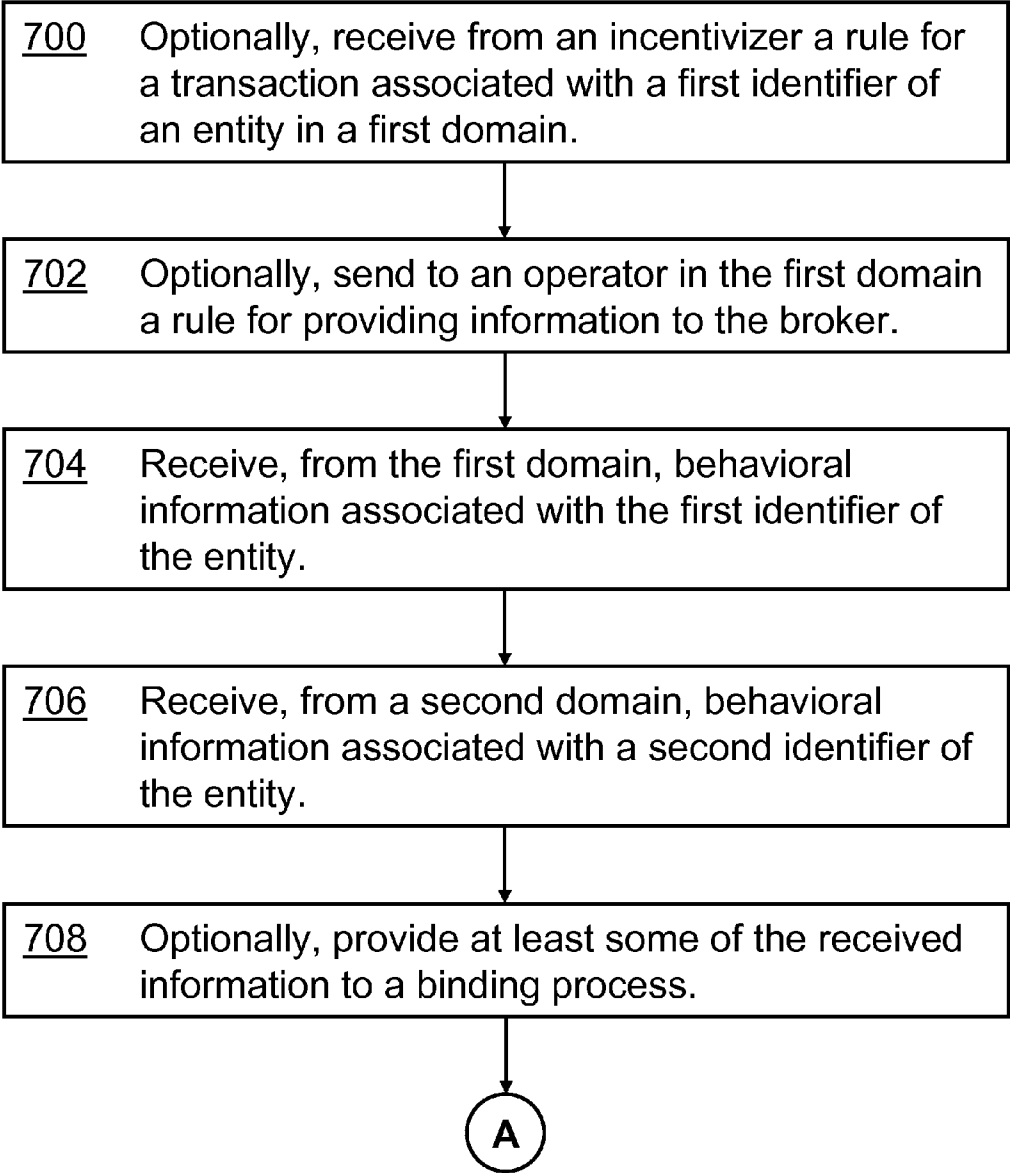 700 Optionally, receive from an incentivizer a rule for
a transaction associated with a first identifier of
an entity in a first domain.
702 Optionally, send to an operator in the first domain
a rule for providing information to the broker.
704 Receive, from the first domain, behavioral
information associated with the first identifier of
the entity.
706 Receive, from a second domain, behavioral
information associated with a second identifier of
the entity.
708 Optionally, provide at least some of the received
information to a binding process.
A